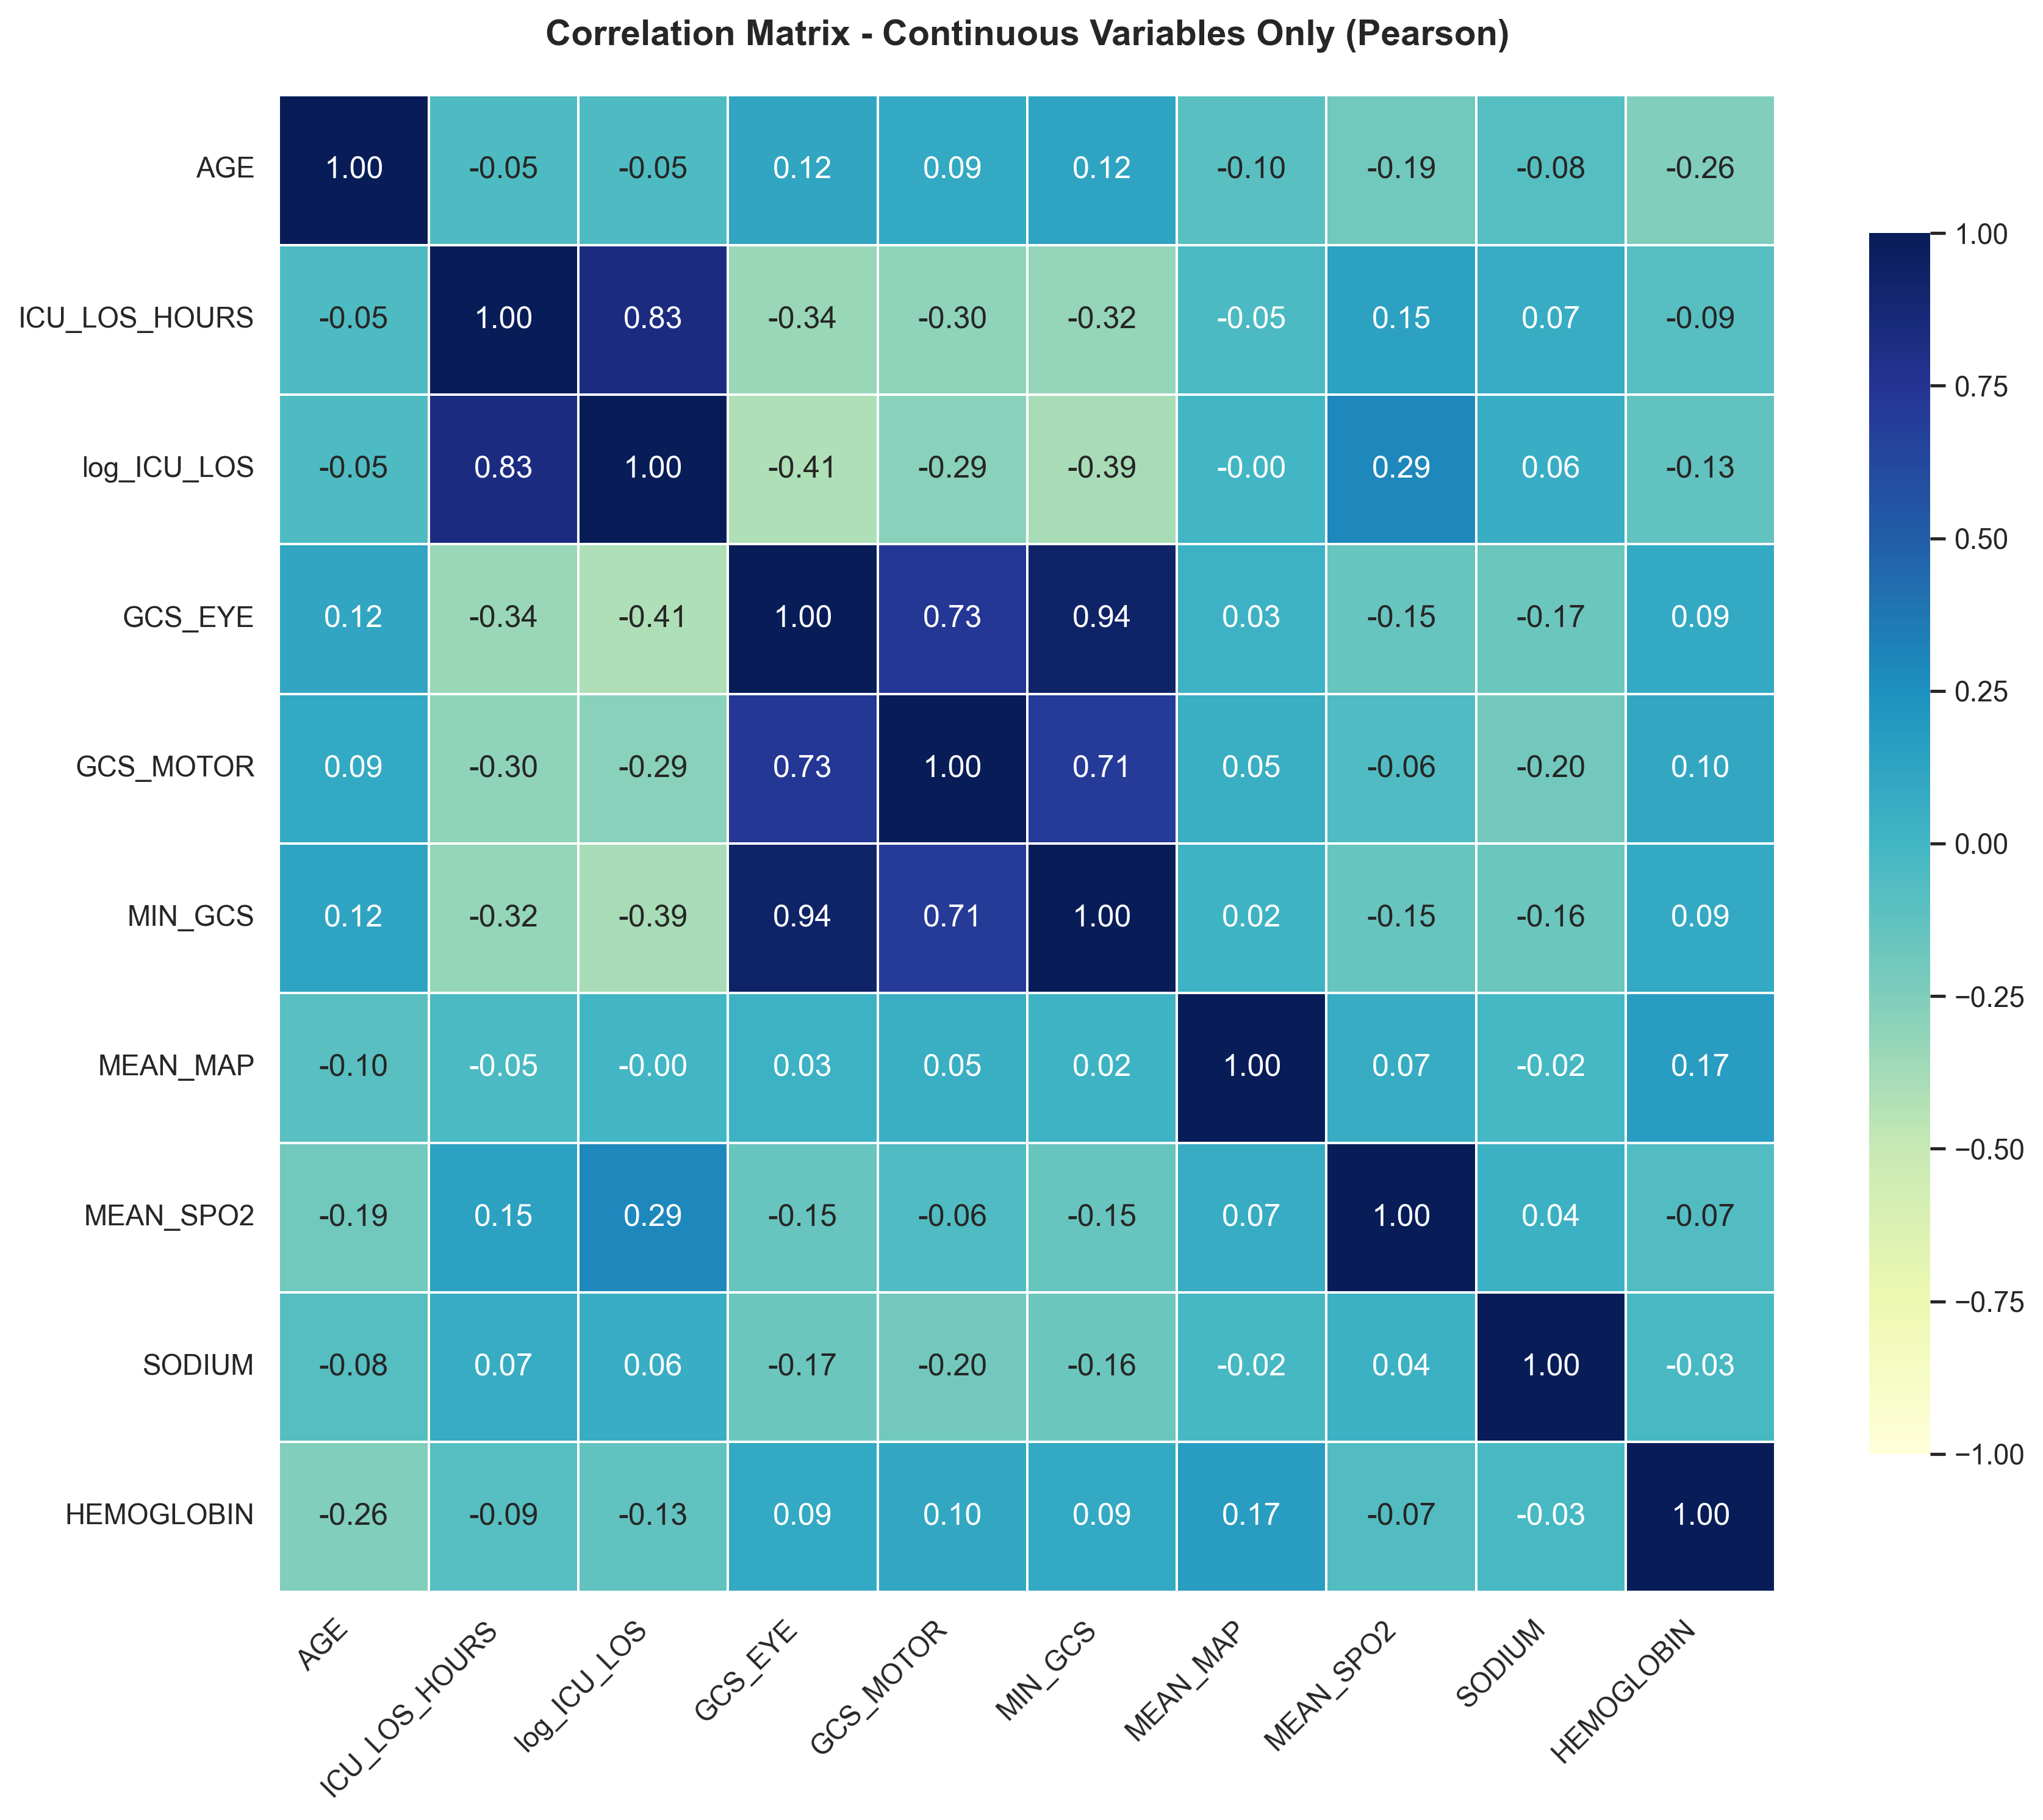 Correlation Matrix - Continuous Variables Only (Pearson)
AGE 1.00 -0.05 -0.05 0.12 0.09 0.12 -0.10 -0.19 -0.08 -0.26
ICU_LOS_HOURS -0.05 1.00 0.83 -0.34 -0.30 -0.32 -0.05 0.15 0.07 -0.09
log_ICU_LOS -0.05 0.83 1.00 -0.41 -0.29 -0.39 -0.00 0.29 0.06 -0.13
GCS_EYE 0.12 -0.34 -0.41 1.00 0.73 0.94 0.03 -0.15 -0.17 0.09
GCS_MOTOR 0.09 -0.30 -0.29 0.73 1.00 0.71 0.05 -0.06 -0.20 0.10
MIN_GCS 0.12 -0.32 -0.39 0.94 0.71 1.00 0.02 -0.15 -0.16 0.09
MEAN_MAP -0.10 -0.05 -0.00 0.03 0.05 0.02 1.00 0.07 -0.02 0.17
MEAN_SPO2 -0.19 0.15 0.29 -0.15 -0.06 -0.15 0.07 1.00 0.04 -0.07
SODIUM -0.08 0.07 0.06 -0.17 -0.20 -0.16 -0.02 0.04 1.00 -0.03
HEMOGLOBIN -0.26 -0.09 -0.13 0.09 0.10 0.09 0.17 -0.07 -0.03 1.00
AGE
ICU_LOS_HOURS
log_ICU_LOS
GCS_EYE
GCS_MOTOR
MIN_GCS
MEAN_MAP
MEAN_SPO2
SODIUM
HEMOGLOBIN
1.00
0.75
0.50
0.25
0.00
−0.25
−0.50
−0.75
−1.00